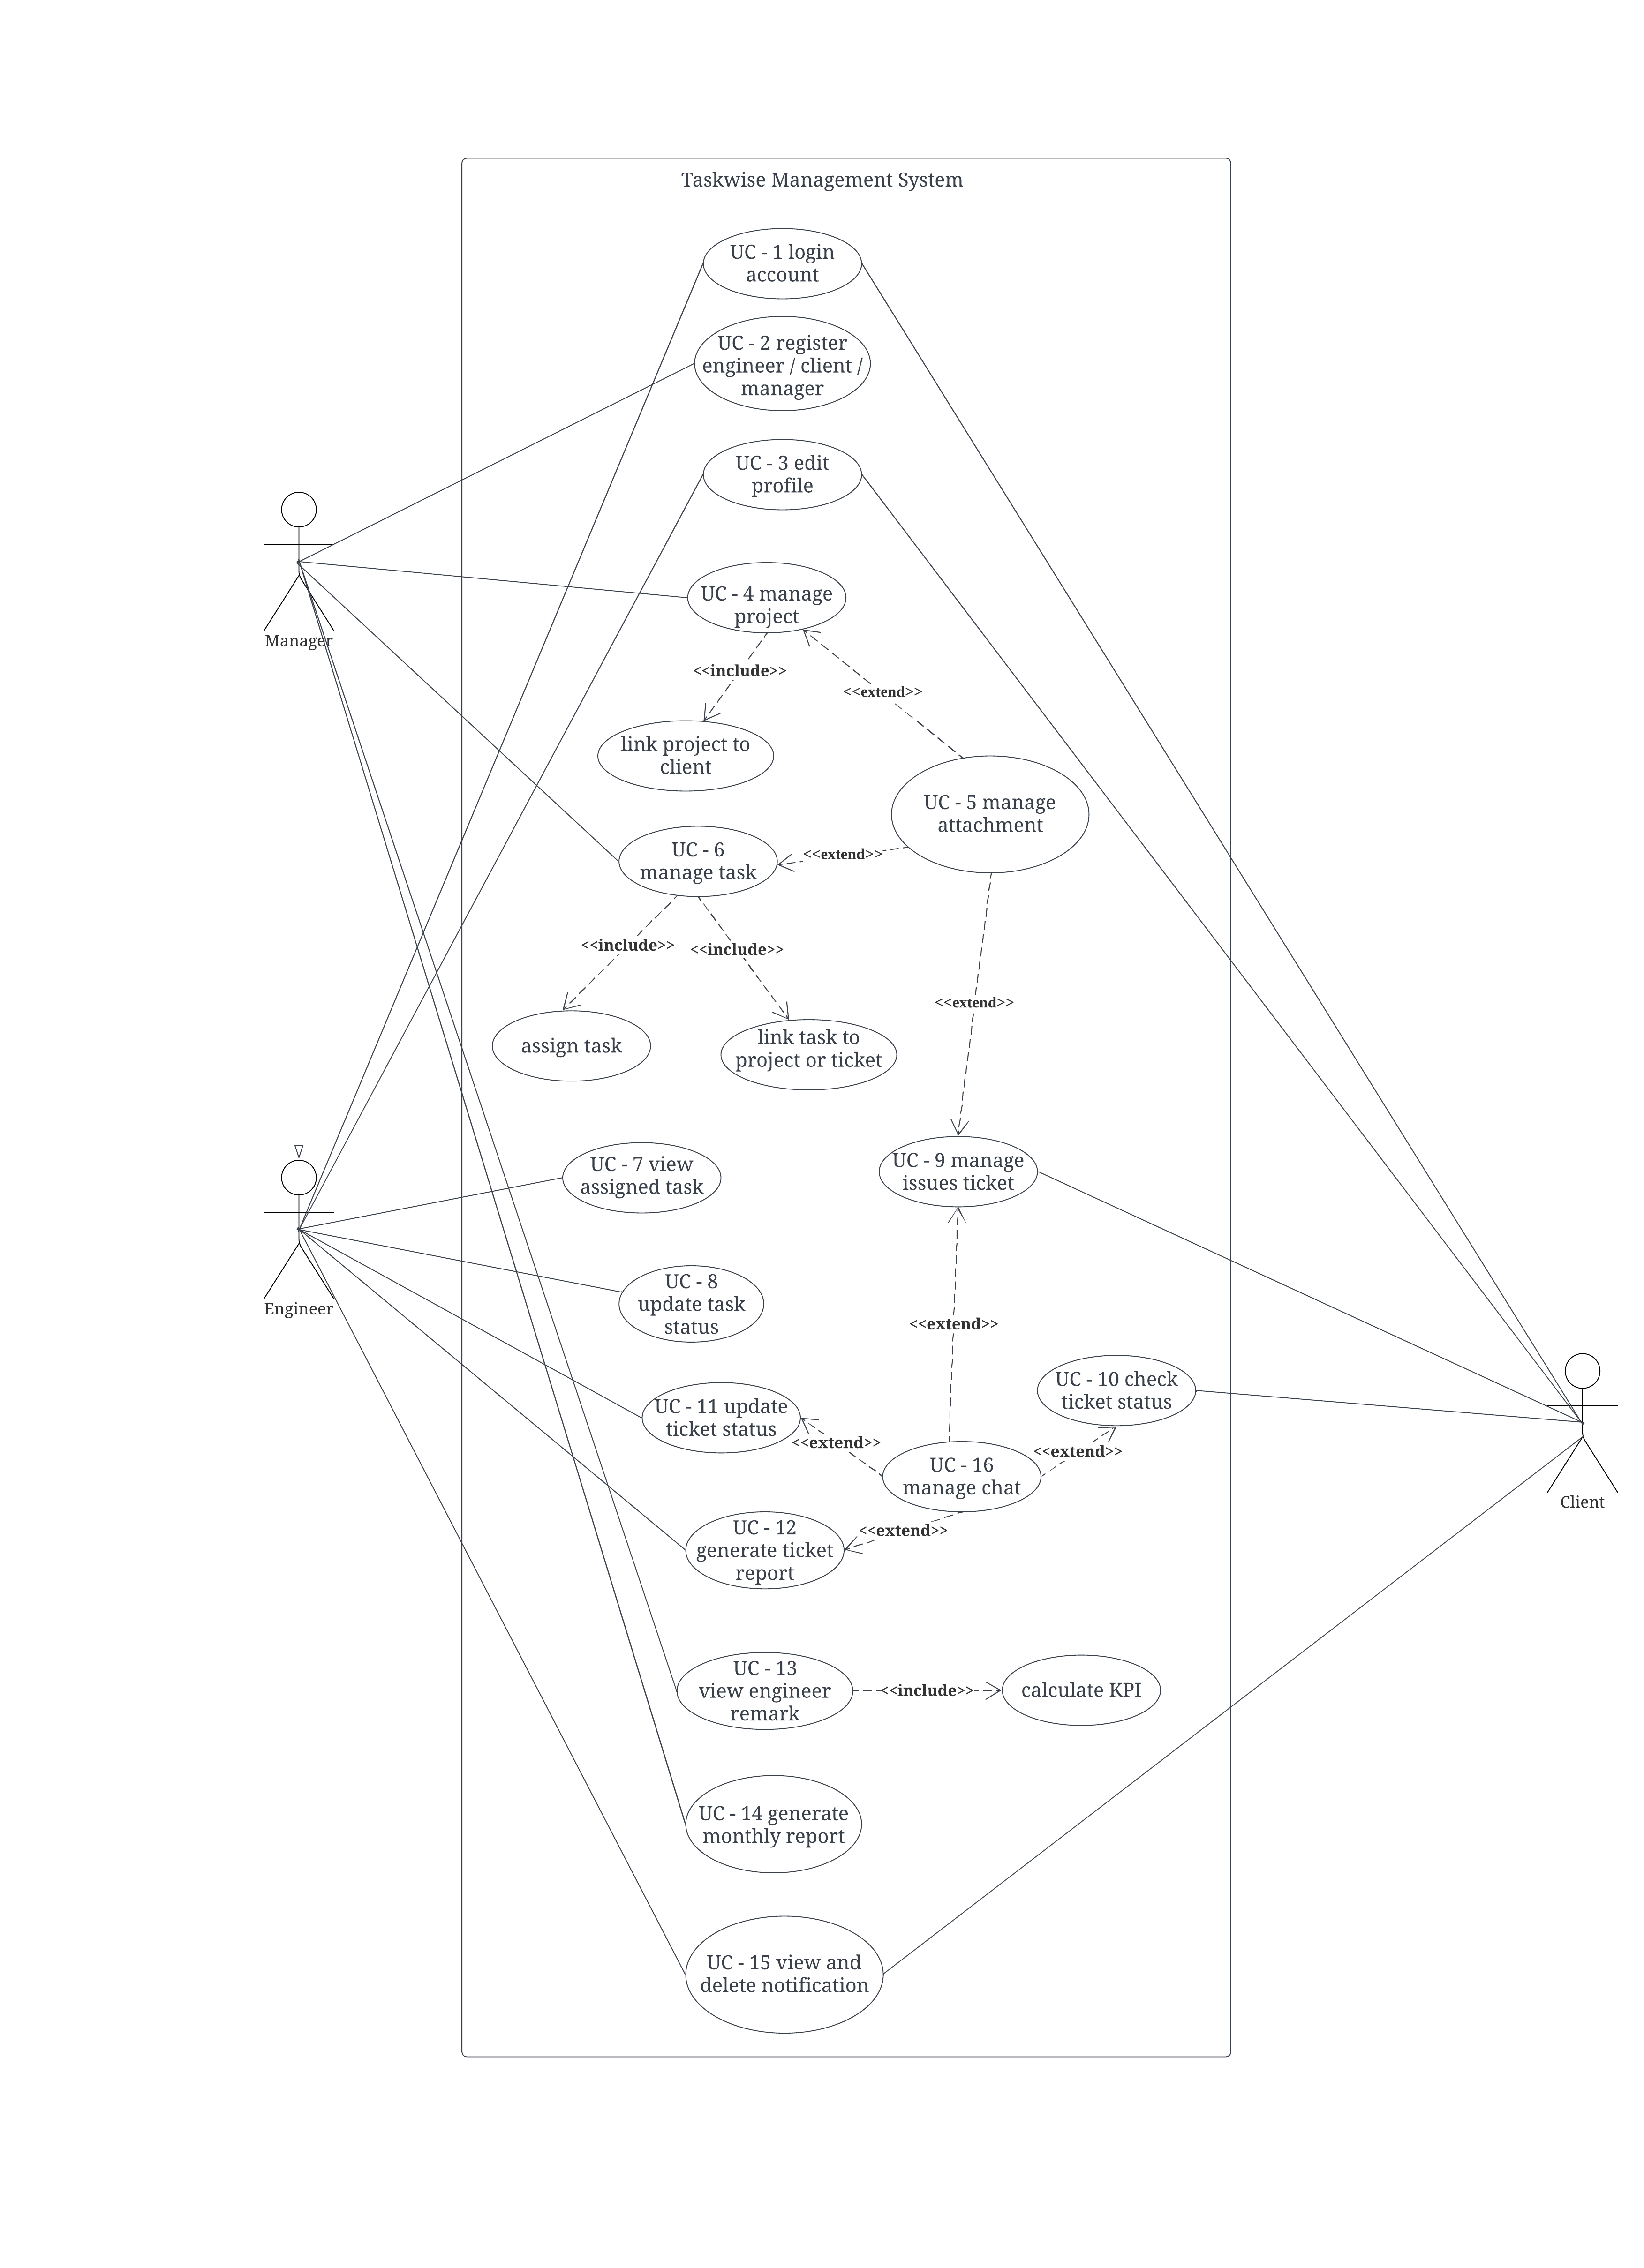 Taskwise Management System
UC - 1 login
account
UC - 2 register
engineer / client /
manager
UC - 3 edit
profile
UC - 4 manage
project
Manager
<<include>>
<<extend>>
link project to
client
UC - 5 manage
attachment
UC - 6
manage task
<<extend>>
<<include>>
<<include>>
<<extend>>
assign task
link task to
project or ticket
UC - 7 view
assigned task
UC - 9 manage
issues ticket
UC - 8
update task
status
Engineer
<<extend>>
UC - 10 check
ticket status
UC - 11 update
ticket status
<<extend>>
<<extend>>
UC - 16
manage chat
Client
<<extend>>
UC - 12
generate ticket
report
UC - 13
view engineer
remark
<<include>>
calculate KPI
UC - 14 generate
monthly report
UC - 15 view and
delete notification